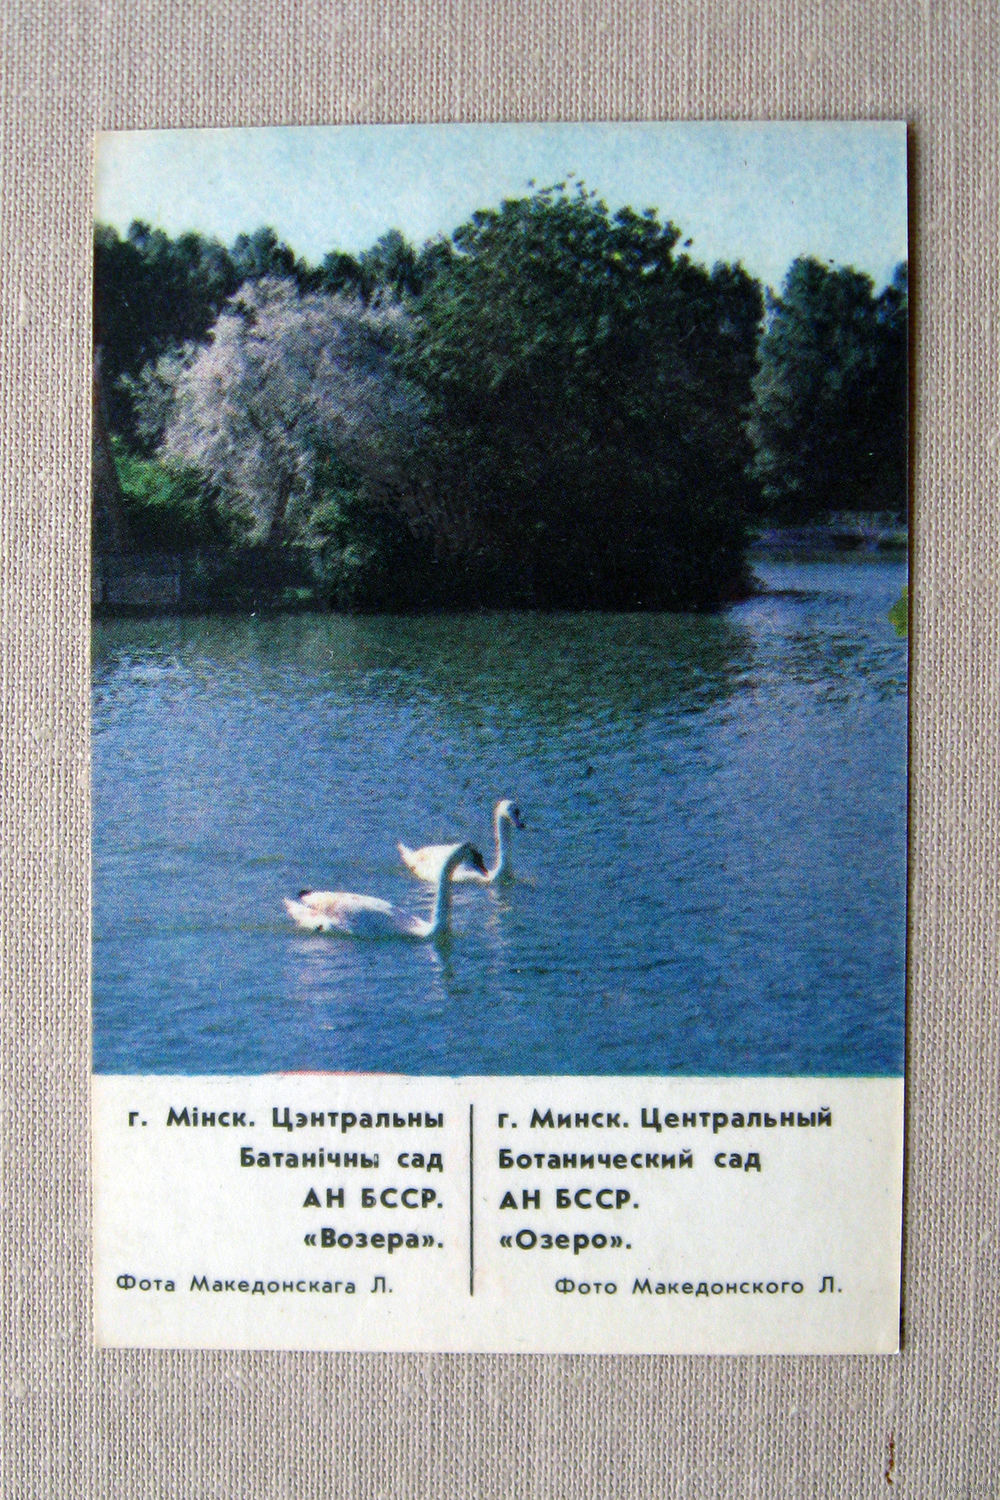 г. Мінск. Цэнтральны
Батанічны сад
АН БССР.
«Возера».
Фота Македонскага Л.
г. Минск. Центральный
Ботанический сад
АН БССР.
«Озеро».
Фото Македонского Л.